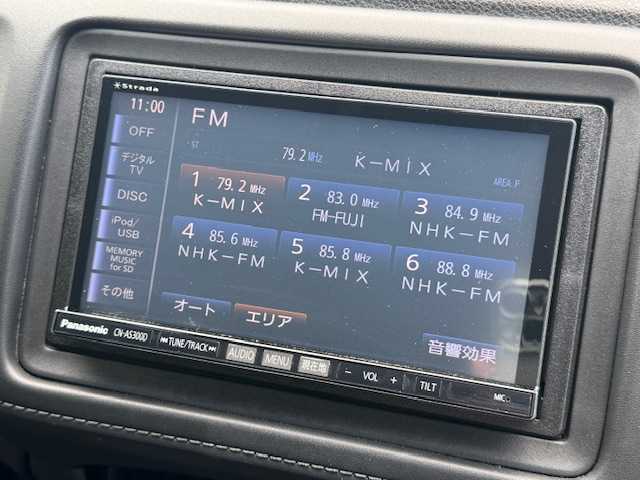 Strada
11:00
FM
OFF
ST
79.2MHz K-MIX
AREA.F
デジタル
TV
1 79.2 MHz
K-MIX
2 83.0 MHz
FM-FUJI
3 84.9 MHz
NHK-FM
DISC
iPod/
USB
4 85.6 MHz
NHK-FM
5 85.8 MHz
K-MIX
6 88.8 MHz
NHK-FM
MEMORY
MUSIC
for SD
その他
オート
エリア
音響効果
Panasonic CN-AS300D TUNE/TRACK AUDIO MENU 現在地 - VOL + TILT MIC